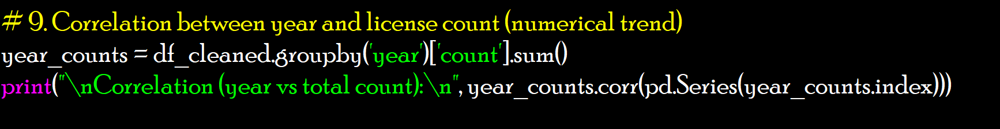 # 9. Correlation between year and license count (numerical trend)
year_counts = df_cleaned.groupby('year')['count'].sum()
print("\nCorrelation (year vs total count):\n", year_counts.corr(pd.Series(year_counts.index)))